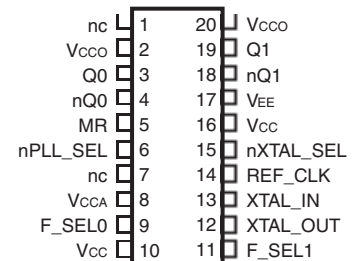 nc 1 20 VCCO
VCCO 2 19 Q1
Q0 3 18 nQ1
nQ0 4 17 VEE
MR 5 16 VCC
nPLL_SEL 6 15 nXTAL_SEL
nc 7 14 REF_CLK
VCCA 8 13 XTAL_IN
F_SEL0 9 12 XTAL_OUT
VCC 10 11 F_SEL1